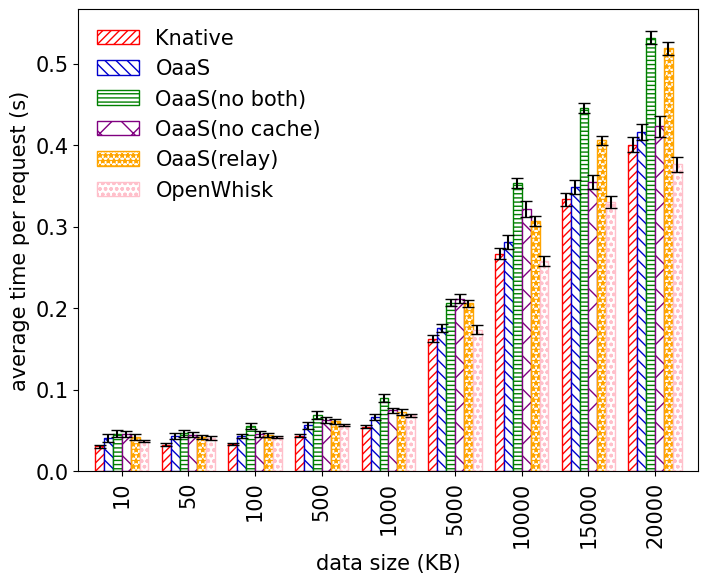 Knative
OaaS
OaaS(no both)
OaaS(no cache)
OaaS(relay)
OpenWhisk
average time per request (s)
0.5
0.4
0.3
0.2
0.1
0.0
10
50
100
500
1000
5000
10000
15000
20000
data size (KB)